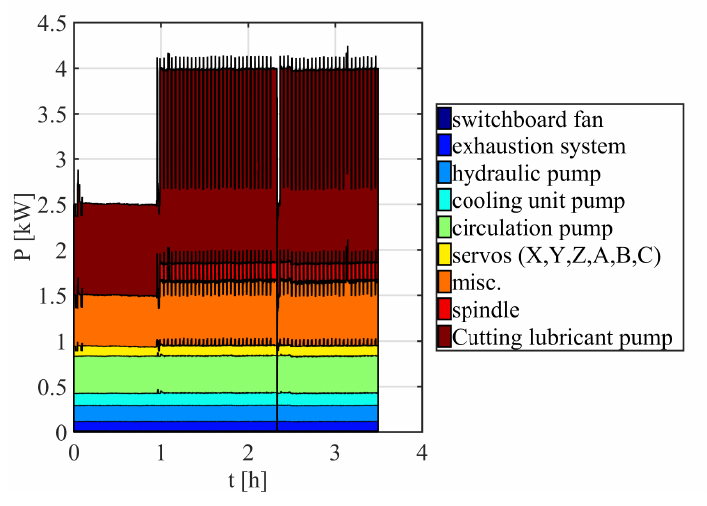 4.5
4
3.5
3
2.5
2
1.5
1
0.5
0
P [kW]
0 1 2 3 4
t [h]
switchboard fan
exhaustion system
hydraulic pump
cooling unit pump
circulation pump
servos (X,Y,Z,A,B,C)
misc.
spindle
Cutting lubricant pump